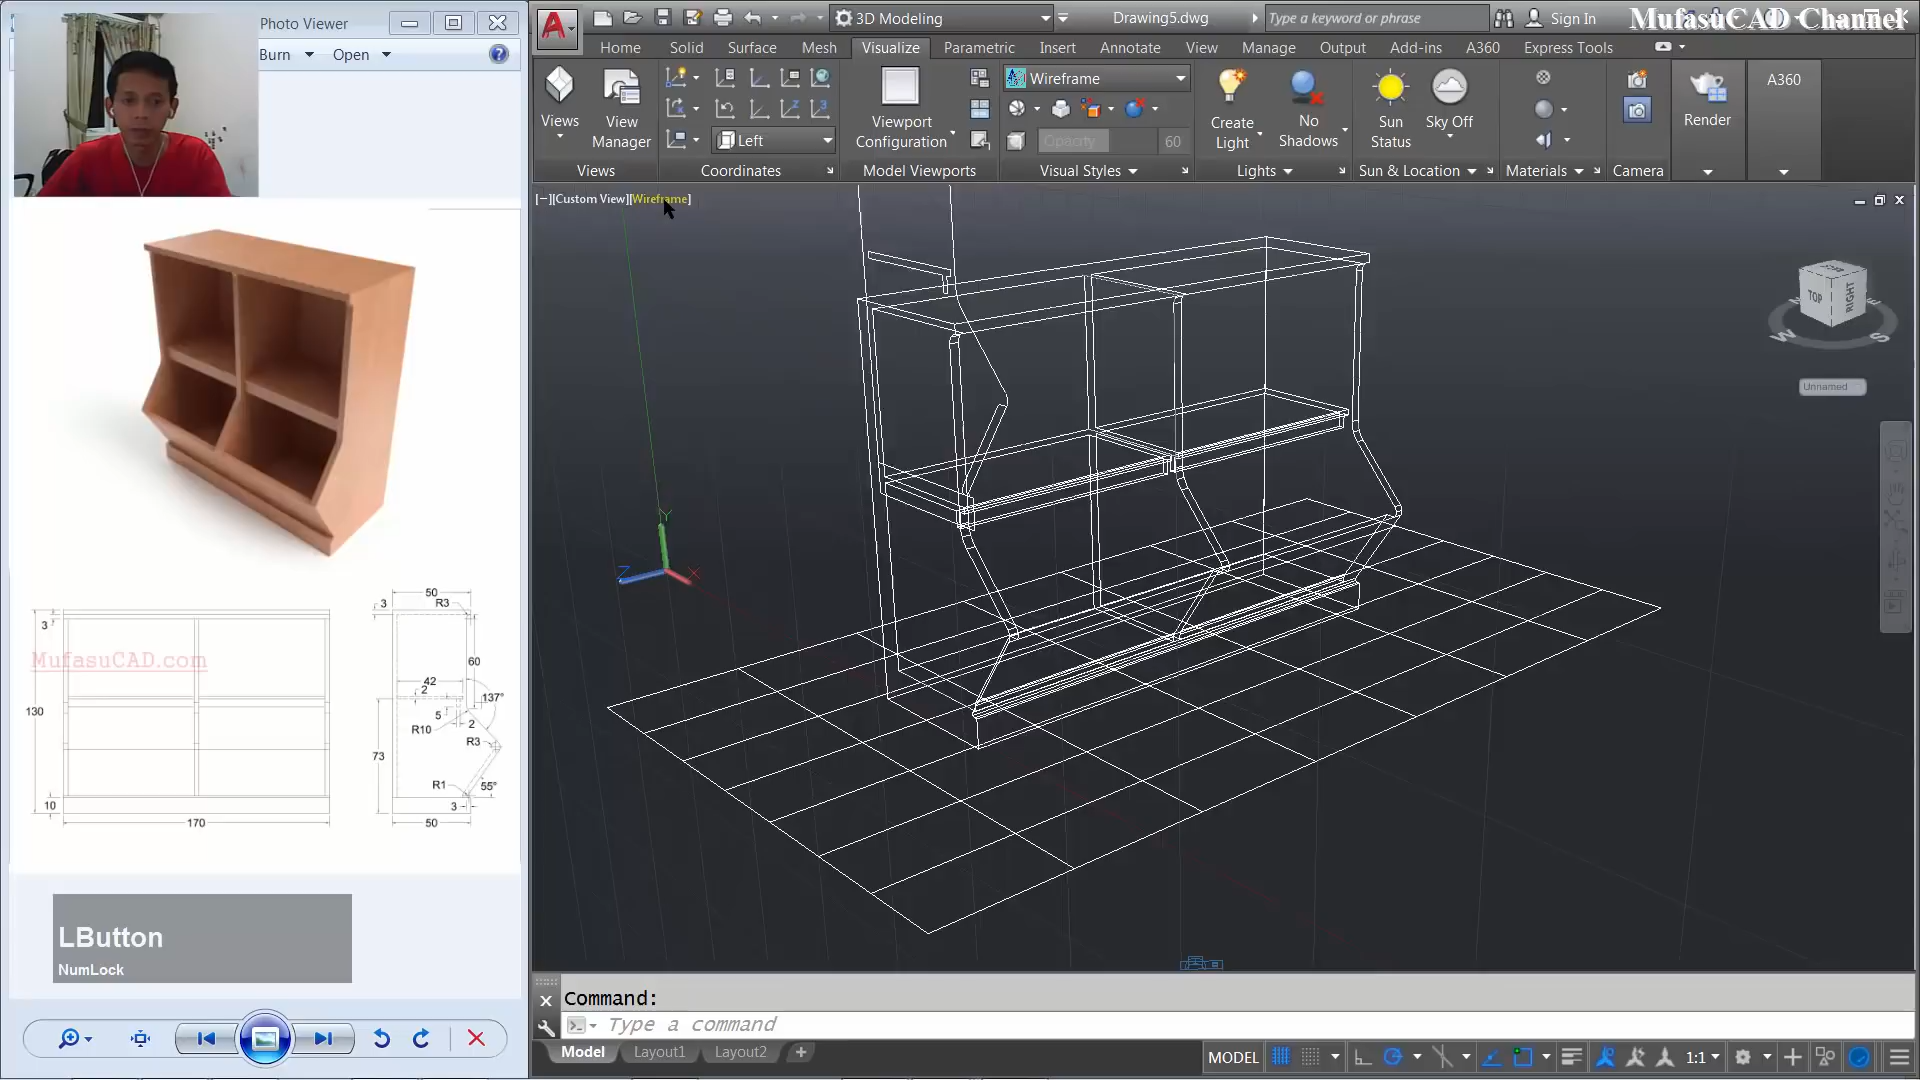 Photo Viewer
Burn
Open
3D Modeling
Drawing5.dwg
Type a keyword or phrase
Sign In
MufasuCAD Channel
Home
Solid
Surface
Mesh
Visualize
Parametric
Insert
Annotate
View
Manage
Output
Add-ins
A360
Express Tools
Views
View Manager
Left
Viewport Configuration
Wireframe
Opacity
60
Create Light
No Shadows
Sun Status
Sky Off
Render
A360
Views
Coordinates
Model Viewports
Visual Styles
Lights
Sun & Location
Materials
Camera
[−][Custom View][Wireframe]
TOP
RIGHT
W
S
Unnamed
Y
Z
X
50
3
R3
3
60
MufasuCAD.com
42
2
137°
130
5
2
R10
R3
73
R1
55°
10
3
170
50
LButton
NumLock
Command:
Type a command
Model
Layout1
Layout2
MODEL
1:1